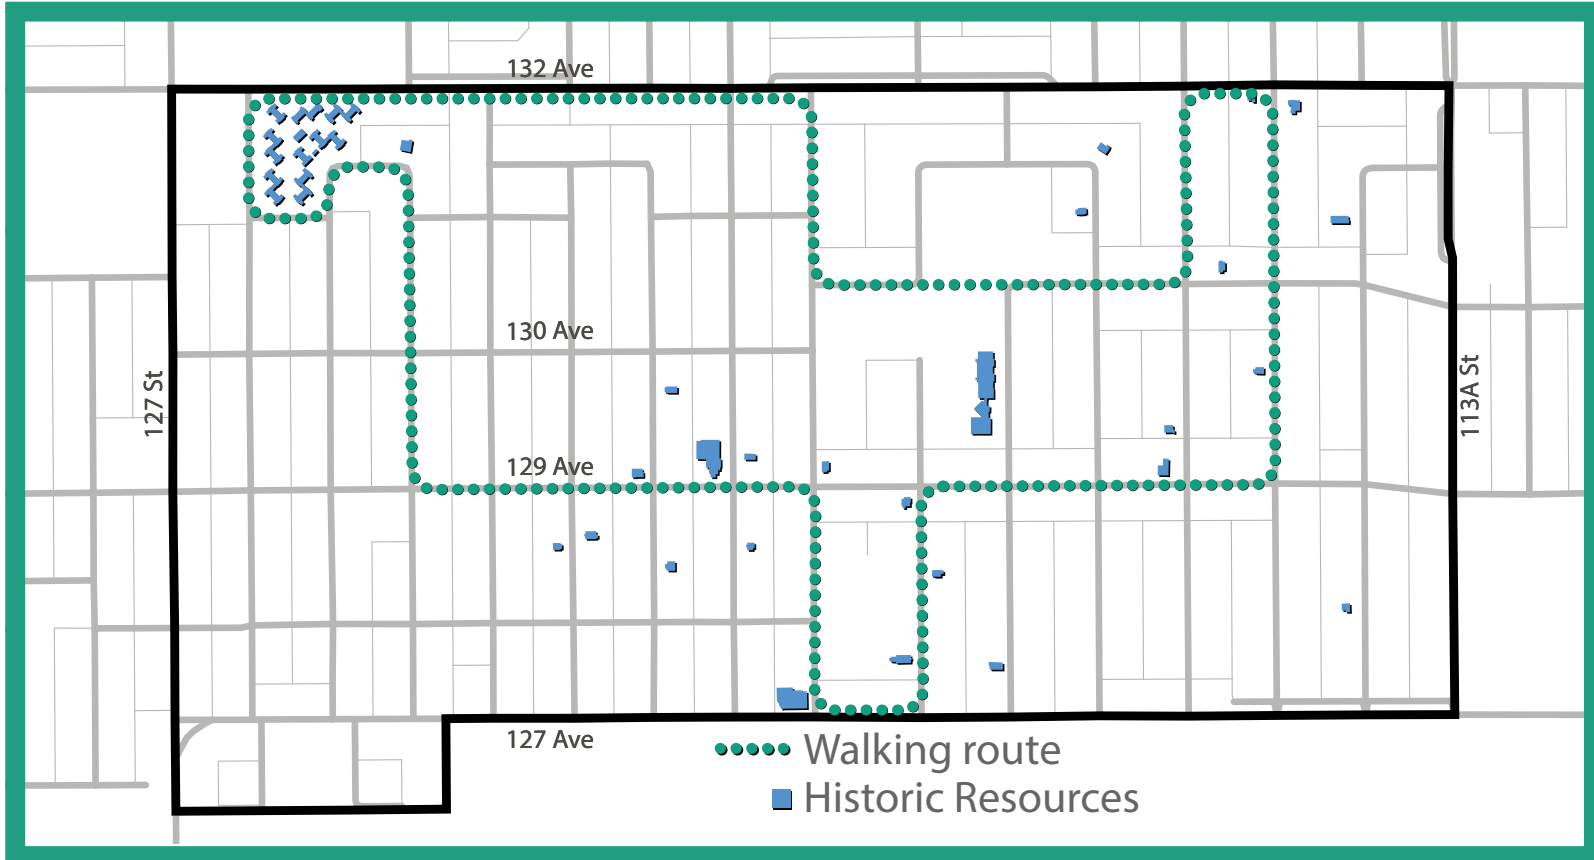 132 Ave
130 Ave
127 St
113A St
129 Ave
127 Ave
Walking route
Historic Resources